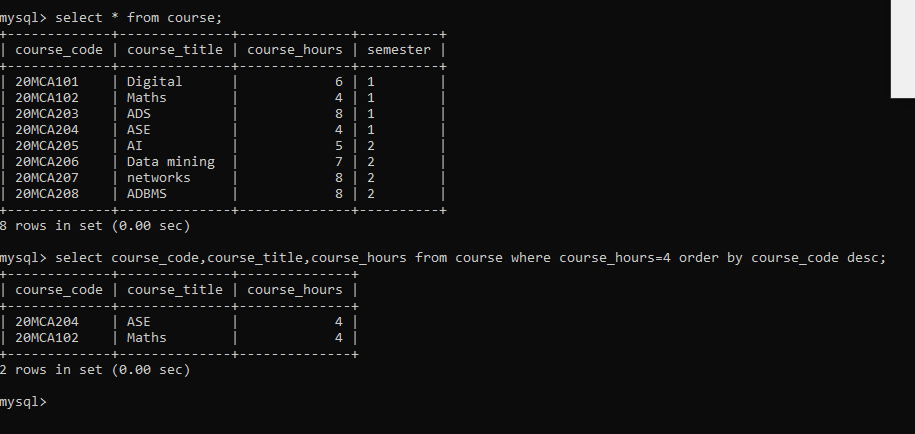 mysql> select * from course;
+-------------+--------------+--------------+----------+
| course_code | course_title | course_hours | semester |
+-------------+--------------+--------------+----------+
| 20MCA101    | Digital      |            6 | 1        |
| 20MCA102    | Maths        |            4 | 1        |
| 20MCA203    | ADS          |            8 | 1        |
| 20MCA204    | ASE          |            4 | 1        |
| 20MCA205    | AI           |            5 | 2        |
| 20MCA206    | Data mining  |            7 | 2        |
| 20MCA207    | networks     |            8 | 2        |
| 20MCA208    | ADBMS        |            8 | 2        |
+-------------+--------------+--------------+----------+
8 rows in set (0.00 sec)
mysql> select course_code,course_title,course_hours from course where course_hours=4 order by course_code desc;
+-------------+--------------+--------------+
| course_code | course_title | course_hours |
+-------------+--------------+--------------+
| 20MCA204    | ASE          |            4 |
| 20MCA102    | Maths        |            4 |
+-------------+--------------+--------------+
2 rows in set (0.00 sec)
mysql>